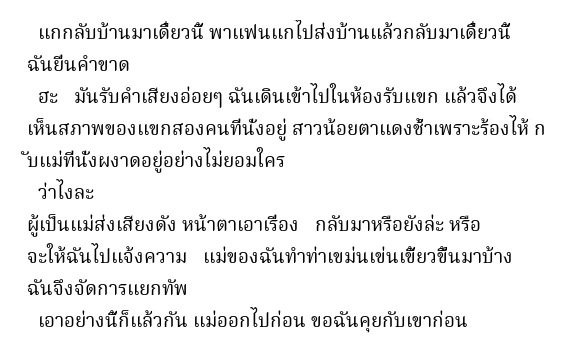 แกกลับบ้านมาเดี๋ยวนี้ พาแฟนแกไปส่งบ้านแล้วกลับมาเดี๋ยวนี้
ฉันยื่นคำขาด
ฮะ มันรับคำเสียงอ่อยๆ ฉันเดินเข้าไปในห้องรับแขก แล้วจึงได้
เห็นสภาพของแขกสองคนที่นั่งอยู่ สาวน้อยตาแดงช้ำเพราะร้องไห้ ก
ับแม่ที่นั่งผงาดอยู่อย่างไม่ยอมใคร
ว่าไงละ
ผู้เป็นแม่ส่งเสียงดัง หน้าตาเอาเรื่อง กลับมาหรือยังล่ะ หรือ
จะให้ฉันไปแจ้งความ แม่ของฉันทำท่าเขม่นเข่นเขี้ยวขึ้นมาบ้าง
ฉันจึงจัดการแยกทัพ
เอาอย่างนี้ก็แล้วกัน แม่ออกไปก่อน ขอฉันคุยกับเขาก่อน